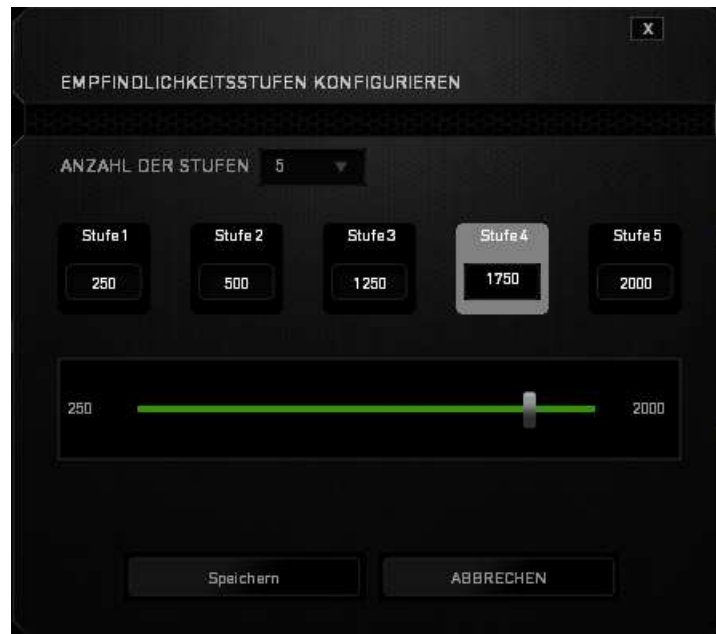 X
EMPFINDLICHKEITSSTUFEN KONFIGURIEREN
ANZAHL DER STUFEN 5
Stufe 1 Stufe 2 Stufe 3 Stufe 4 Stufe 5
250 500 1250 1750 2000
250 2000
Speichern ABBRECHEN